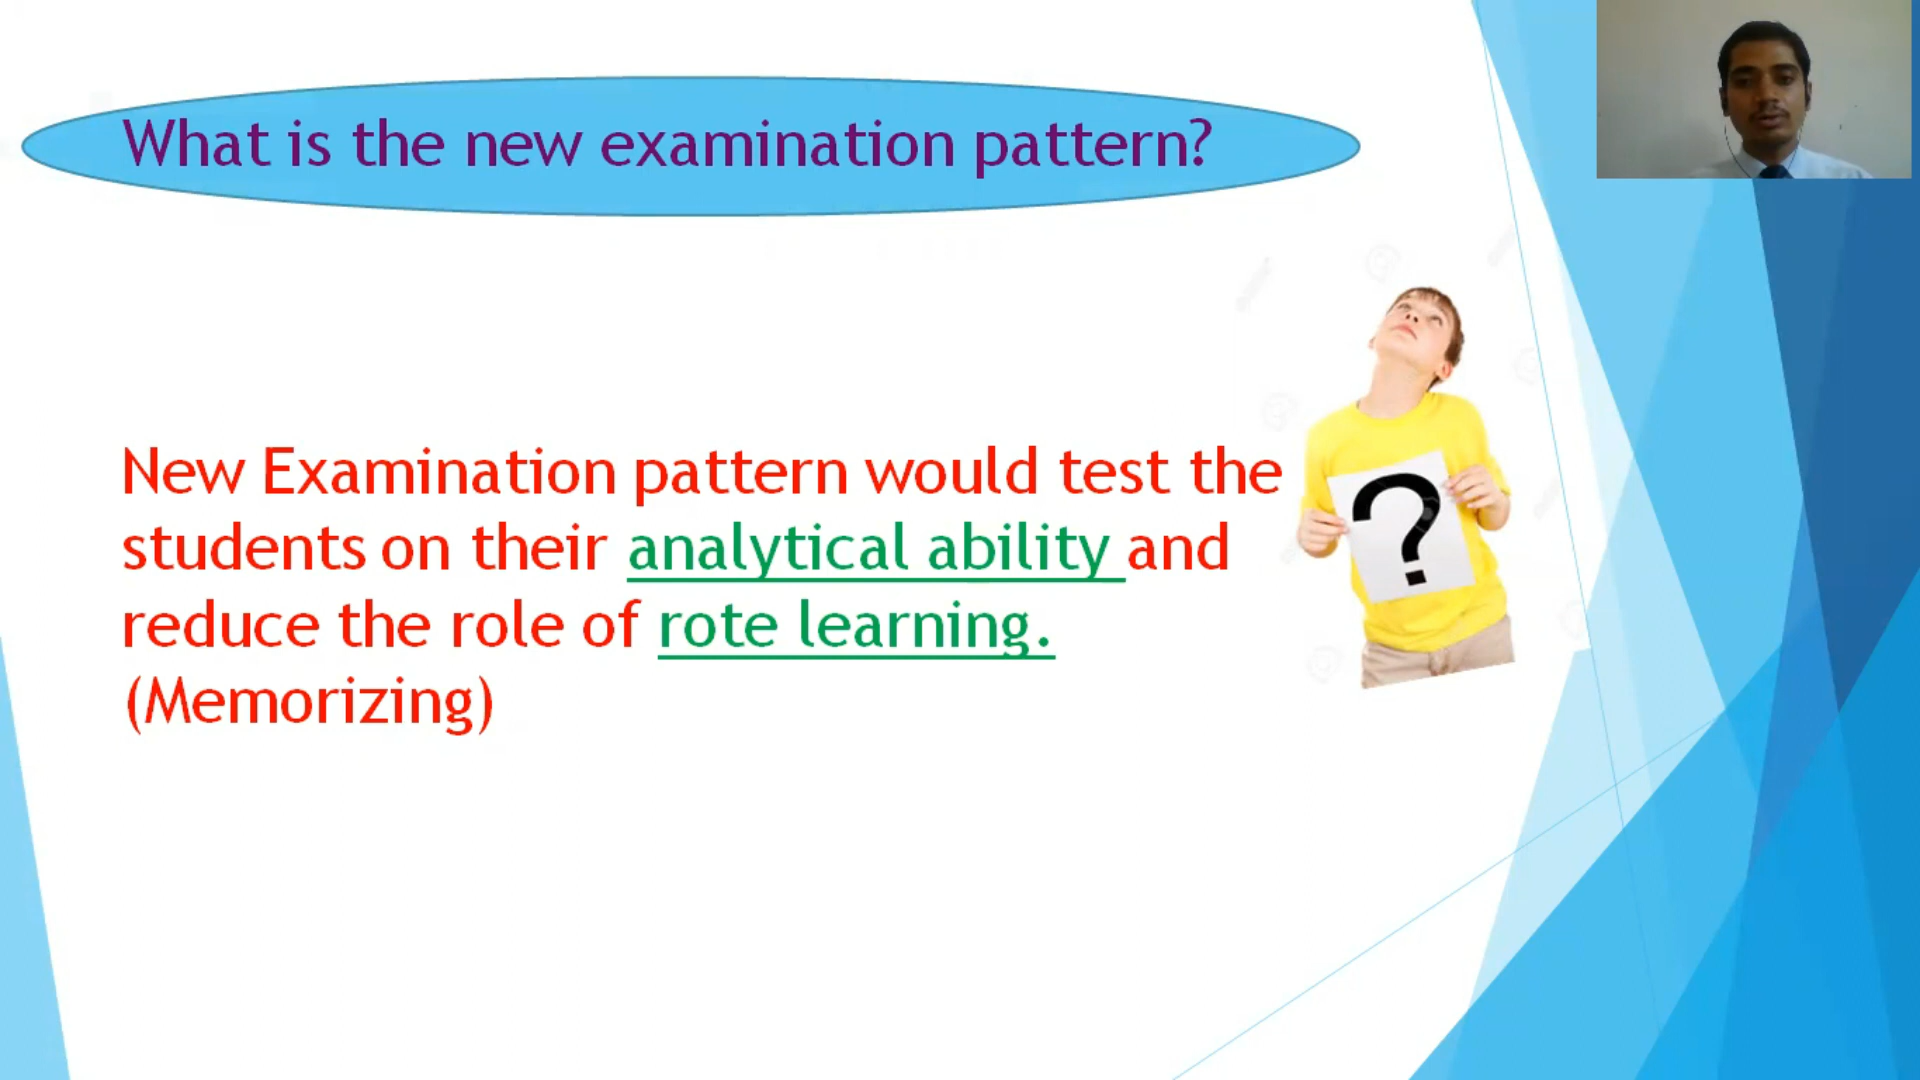 What is the new examination pattern?
New Examination pattern would test the
students on their analytical ability and
reduce the role of rote learning.
(Memorizing)
?